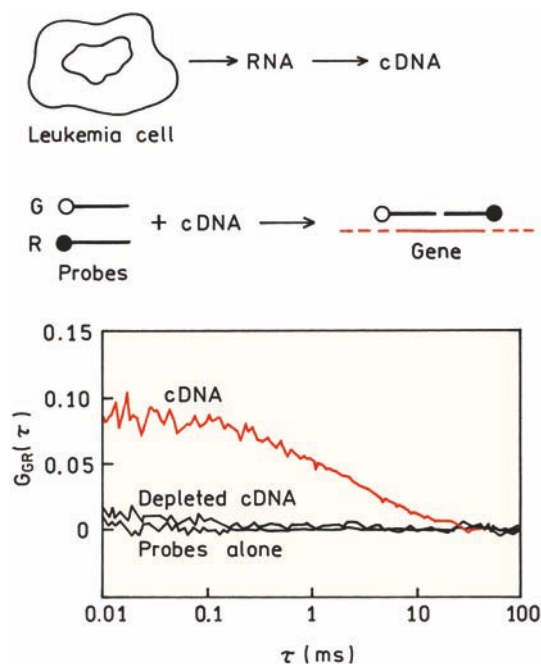 → RNA → cDNA
Leukemia cell
G
R
+ cDNA →
Probes
Gene
0.15
0.10
0.05
0
G_GR(τ)
cDNA
Depleted cDNA
Probes alone
0.01 0.1 1 10 100
τ (ms)